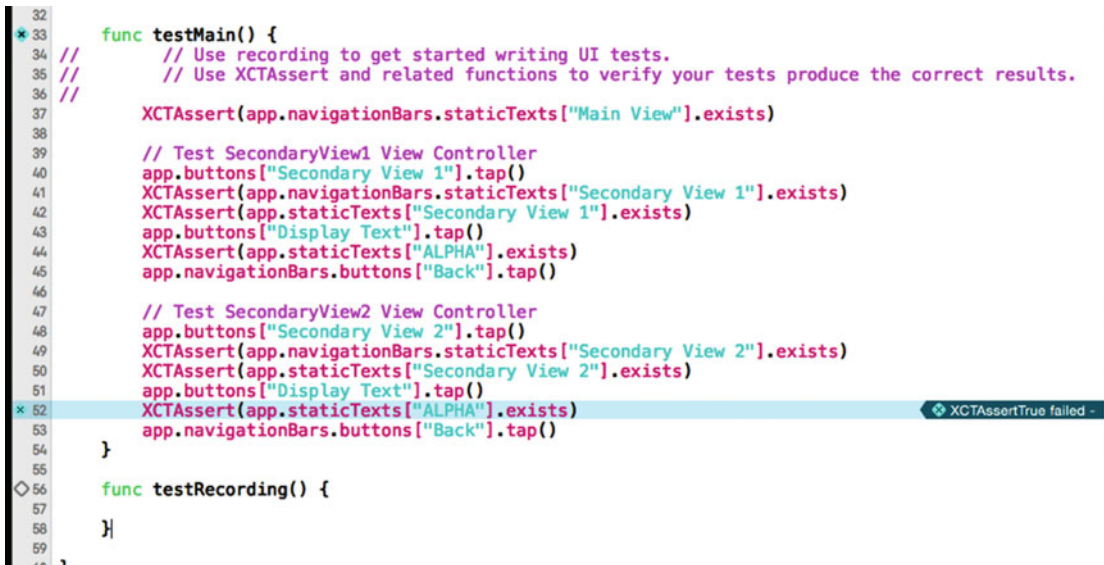 32
33 func testMain() {
34 // // Use recording to get started writing UI tests.
35 // // Use XCTAssert and related functions to verify your tests produce the correct results.
36 //
37 XCTAssert(app.navigationBars.staticTexts["Main View"].exists)
38
39 // Test SecondaryView1 View Controller
40 app.buttons["Secondary View 1"].tap()
41 XCTAssert(app.navigationBars.staticTexts["Secondary View 1"].exists)
42 XCTAssert(app.staticTexts["Secondary View 1"].exists)
43 app.buttons["Display Text"].tap()
44 XCTAssert(app.staticTexts["ALPHA"].exists)
45 app.navigationBars.buttons["Back"].tap()
46
47 // Test SecondaryView2 View Controller
48 app.buttons["Secondary View 2"].tap()
49 XCTAssert(app.navigationBars.staticTexts["Secondary View 2"].exists)
50 XCTAssert(app.staticTexts["Secondary View 2"].exists)
51 app.buttons["Display Text"].tap()
52 XCTAssert(app.staticTexts["ALPHA"].exists) XCTAssertTrue failed -
53 app.navigationBars.buttons["Back"].tap()
54 }
55
56 func testRecording() {
57
58 }
59